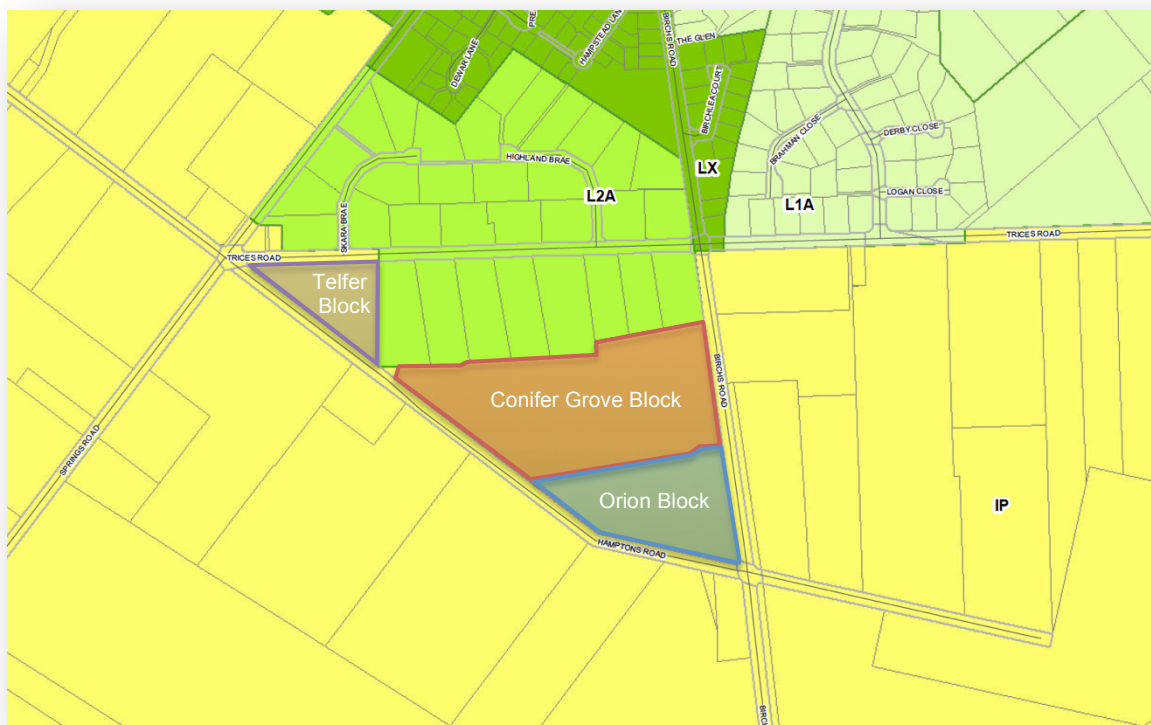 PRE
HAMPSTEAD LANE
BIRCHS ROAD
THE GLEN
DEWAR LANE
BIRCHLEA COURT
BRAHMAN CLOSE
DERBY CLOSE
HIGHLAND BRAE
LX
L2A
L1A
LOGAN CLOSE
SKARA BRAE
TRICES ROAD
TRICES ROAD
Telfer
Block
BIRCHS ROAD
Conifer Grove Block
SPRINGS ROAD
Orion Block
IP
HAMPTONS ROAD